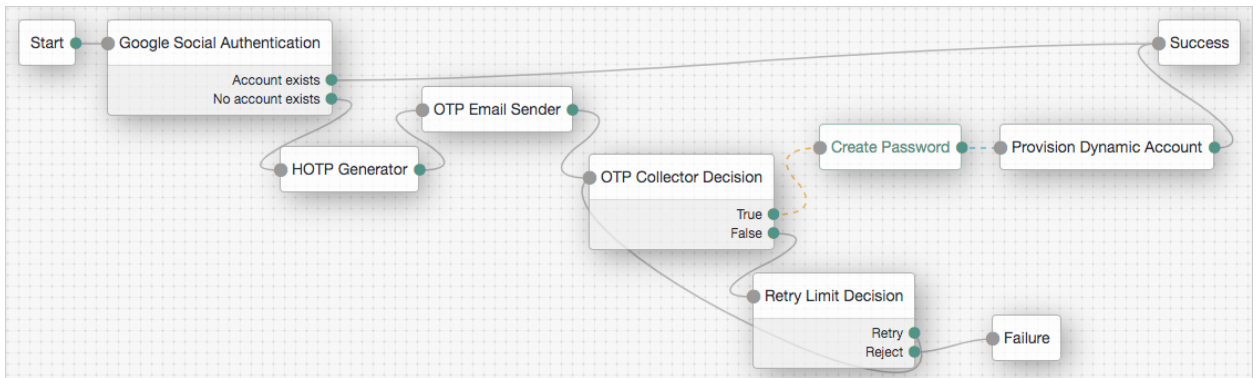 Start
Google Social Authentication
Account exists
No account exists
HOTP Generator
OTP Email Sender
OTP Collector Decision
True
False
Retry Limit Decision
Retry
Reject
Failure
Create Password
Provision Dynamic Account
Success